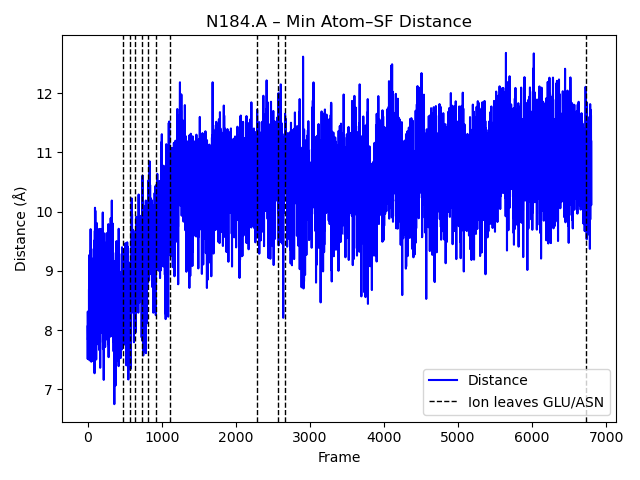 N184.A – Min Atom–SF Distance
Distance (Å)
12
11
10
9
8
7
0 1000 2000 3000 4000 5000 6000 7000
Frame
Distance
Ion leaves GLU/ASN